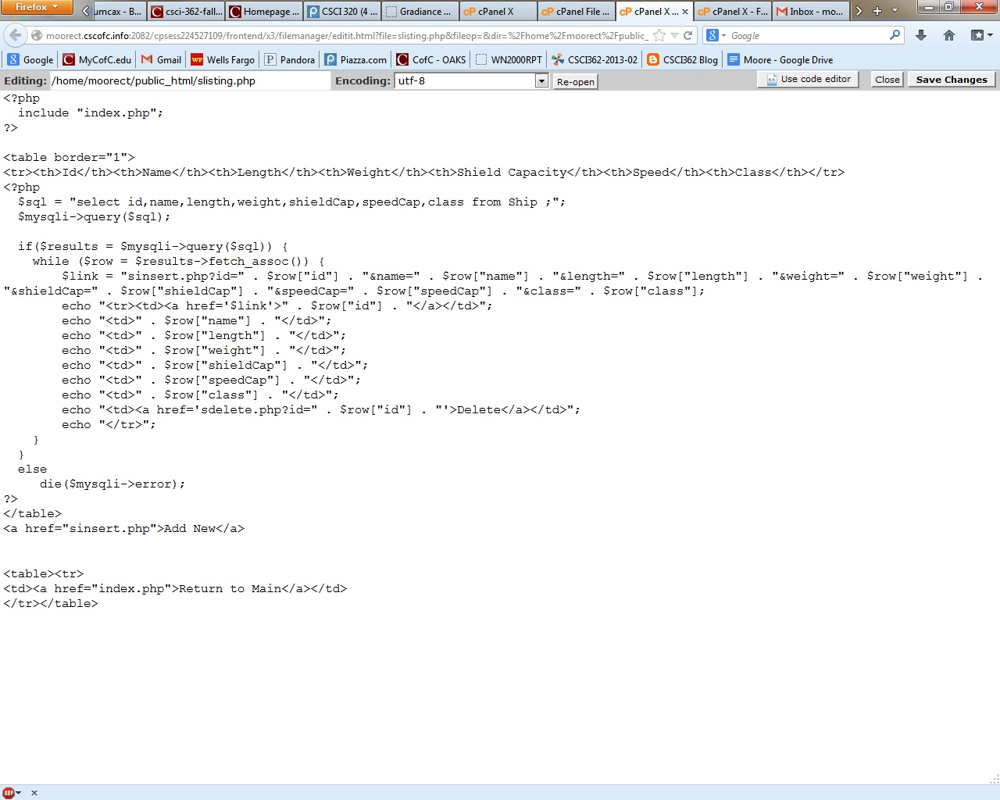 Firefox
umcax - B...
csci-362-fall...
Homepage ...
CSCI 320 (4 ...
Gradiance ...
cPanel X
cPanel File ...
cPanel X ...
cPanel X - F...
Inbox - mo...
moorect.cscofc.info:2082/cpsess224527109/frontend/x3/filemanager/editit.html?file=slisting.php&fileop=&dir=%2Fhome%2Fmoorect%2Fpublic_
Google
Google
MyCofC.edu
Gmail
Wells Fargo
Pandora
Piazza.com
CofC - OAKS
WN2000RPT
CSCI362-2013-02
CSCI362 Blog
Moore - Google Drive
Editing: /home/moorect/public_html/slisting.php Encoding: utf-8 Re-open Use code editor Close Save Changes
<?php
  include "index.php";
?>

<table border="1">
<tr><th>Id</th><th>Name</th><th>Length</th><th>Weight</th><th>Shield Capacity</th><th>Speed</th><th>Class</th></tr>
<?php
  $sql = "select id,name,length,weight,shieldCap,speedCap,class from Ship ;";
  $mysqli->query($sql);

  if($results = $mysqli->query($sql)) {
    while ($row = $results->fetch_assoc()) {
        $link = "sinsert.php?id=" . $row["id"] . "&name=" . $row["name"] . "&length=" . $row["length"] . "&weight=" . $row["weight"] .
"&shieldCap=" . $row["shieldCap"] . "&speedCap=" . $row["speedCap"] . "&class=" . $row["class"];
        echo "<tr><td><a href='$link'>" . $row["id"] . "</a></td>";
        echo "<td>" . $row["name"] . "</td>";
        echo "<td>" . $row["length"] . "</td>";
        echo "<td>" . $row["weight"] . "</td>";
        echo "<td>" . $row["shieldCap"] . "</td>";
        echo "<td>" . $row["speedCap"] . "</td>";
        echo "<td>" . $row["class"] . "</td>";
        echo "<td><a href='sdelete.php?id=" . $row["id"] . "'>Delete</a></td>";
        echo "</tr>";
    }
  }
  else
     die($mysqli->error);
?>
</table>
<a href="sinsert.php">Add New</a>


<table><tr>
<td><a href="index.php">Return to Main</a></td>
</tr></table>
ABP